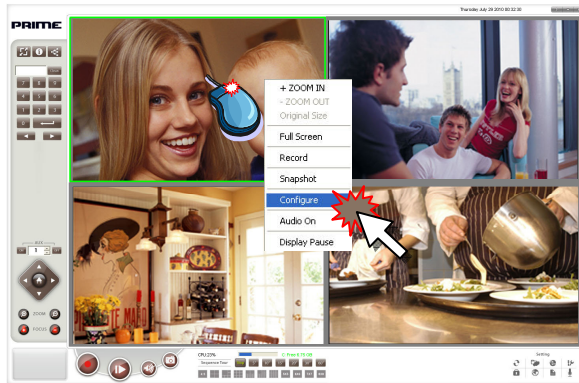 Thursday July 29 2010 00:32:30
PRIME
+ ZOOM IN
- ZOOM OUT
Original Size
Full Screen
Record
Snapshot
Configure
Audio On
Display Pause
ZOOM
FOCUS
CPU:23%
Sequence Time
Setting